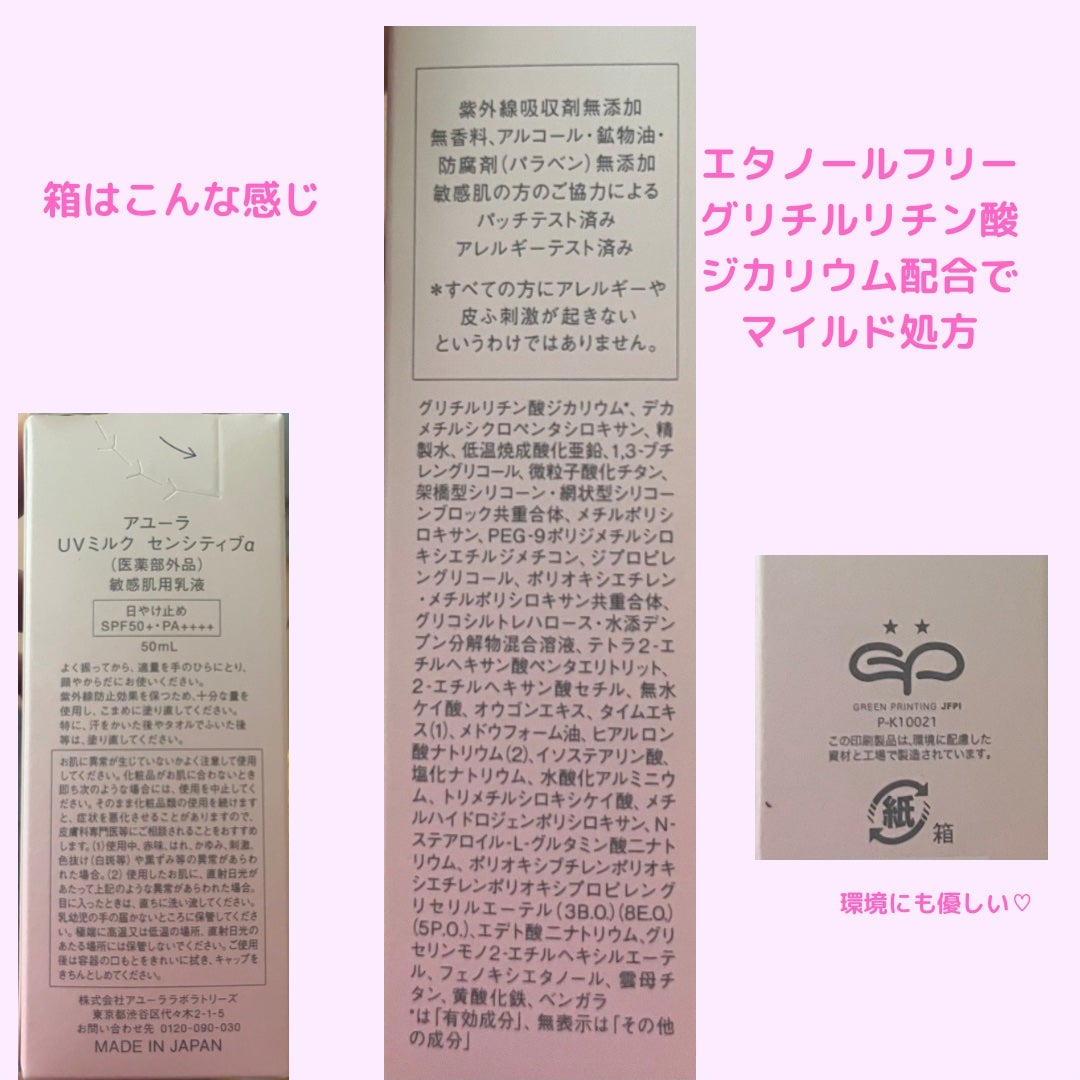 箱はこんな感じ
アユーラ
UVミルク センシティブα
(医薬部外品)
敏感肌用乳液
日やけ止め
SPF50+・PA++++
50mL
よく振ってから、適量を手のひらにとり、
顔やからだにお使いください。
紫外線防止効果を保つため、十分な量を
使用し、こまめに塗り直してください。
特に、汗をかいた後やタオルでふいた後
等は、塗り直してください。
お肌に異常が生じていないかよく注意して使用
してください。化粧品がお肌に合わないとき
即ち次のような場合には、使用を中止してく
ださい。そのまま化粧品類の使用を続けます
と、症状を悪化させることがありますので、
皮膚科専門医等にご相談されることをおすすめ
します。(1)使用中、赤味、はれ、かゆみ、刺激、
色抜け(白斑等)や黒ずみ等の異常があらわ
れた場合。(2)使用したお肌に、直射日光が
あたって上記のような異常があらわれた場合。
目に入ったときは、直ちに洗い流してください。
乳幼児の手の届かないところに保管してくださ
い。極端に高温又は低温の場所、直射日光の
あたる場所には保管しないでください。ご使用
後は容器の口もとをきれいに拭き、キャップを
きちんとしめてください。
株式会社アユーララボラトリーズ
東京都渋谷区代々木2-1-5
お問い合わせ先 0120-090-030
MADE IN JAPAN
紫外線吸収剤無添加
無香料、アルコール・鉱物油・
防腐剤(パラベン)無添加
敏感肌の方のご協力による
パッチテスト済み
アレルギーテスト済み
*すべての方にアレルギーや
皮ふ刺激が起きない
というわけではありません。
グリチルリチン酸ジカリウム*、デカ
メチルシクロペンタシロキサン、精
製水、低温焼成酸化亜鉛、1,3-ブチ
レングリコール、微粒子酸化チタン、
架橋型シリコーン・網状型シリコー
ンブロック共重合体、メチルポリシ
ロキサン、PEG-9ポリジメチルシロ
キシエチルジメチコン、ジプロピレ
ングリコール、ポリオキシエチレン
・メチルポリシロキサン共重合体、
グリコシルトレハロース・水添デン
プン分解物混合溶液、テトラ2-エ
チルヘキサン酸ペンタエリトリット、
2-エチルヘキサン酸セチル、無水
ケイ酸、オウゴンエキス、タイムエキ
ス(1)、メドウフォーム油、ヒアルロン
酸ナトリウム(2)、イソステアリン酸、
塩化ナトリウム、水酸化アルミニウ
ム、トリメチルシロキシケイ酸、メチ
ルハイドロジェンポリシロキサン、N-
ステアロイル-L-グルタミン酸二ナト
リウム、ポリオキシブチレンポリオキ
シエチレンポリオキシプロピレング
リセリルエーテル(3B.O.)(8E.O.)
(5P.O.)、エデト酸二ナトリウム、グリ
セリンモノ2-エチルヘキシルエーテ
ル、フェノキシエタノール、雲母チ
タン、黄酸化鉄、ベンガラ
*は「有効成分」、無表示は「その他
の成分」
エタノールフリー
グリチルリチン酸
ジカリウム配合で
マイルド処方
GREEN PRINTING JFPI
P-K10021
この印刷製品は、環境に配慮した
資材と工場で製造されています。
紙
箱
環境にも優しい♡